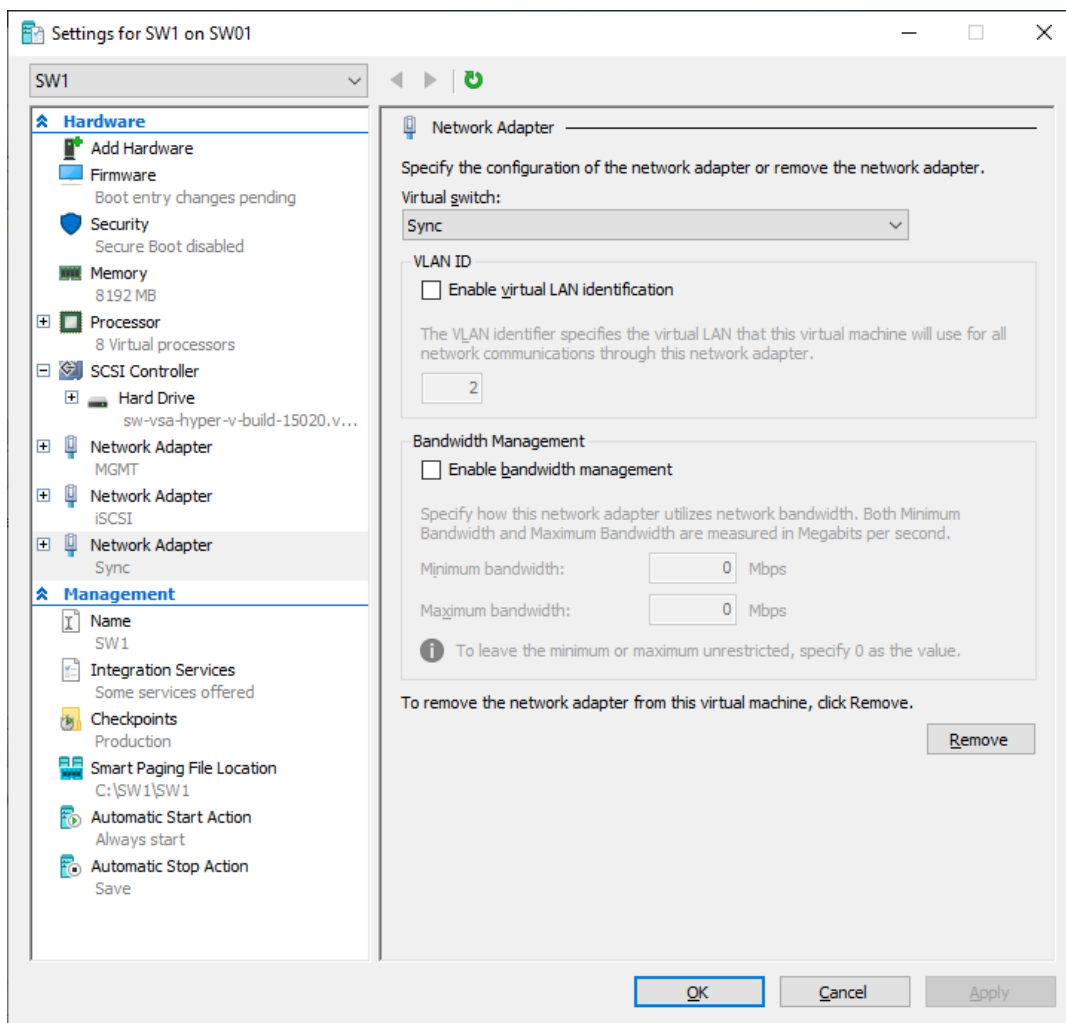 Settings for SW1 on SW01
SW1
Hardware
Add Hardware
Firmware
Boot entry changes pending
Security
Secure Boot disabled
Memory
8192 MB
Processor
8 Virtual processors
SCSI Controller
Hard Drive
sw-vsa-hyper-v-build-15020.v...
Network Adapter
MGMT
Network Adapter
iSCSI
Network Adapter
Sync
Management
Name
SW1
Integration Services
Some services offered
Checkpoints
Production
Smart Paging File Location
C:\SW1\SW1
Automatic Start Action
Always start
Automatic Stop Action
Save
Network Adapter
Specify the configuration of the network adapter or remove the network adapter.
Virtual switch:
Sync
VLAN ID
Enable virtual LAN identification
The VLAN identifier specifies the virtual LAN that this virtual machine will use for all
network communications through this network adapter.
2
Bandwidth Management
Enable bandwidth management
Specify how this network adapter utilizes network bandwidth. Both Minimum
Bandwidth and Maximum Bandwidth are measured in Megabits per second.
Minimum bandwidth: 0 Mbps
Maximum bandwidth: 0 Mbps
To leave the minimum or maximum unrestricted, specify 0 as the value.
To remove the network adapter from this virtual machine, click Remove.
Remove
OK Cancel Apply